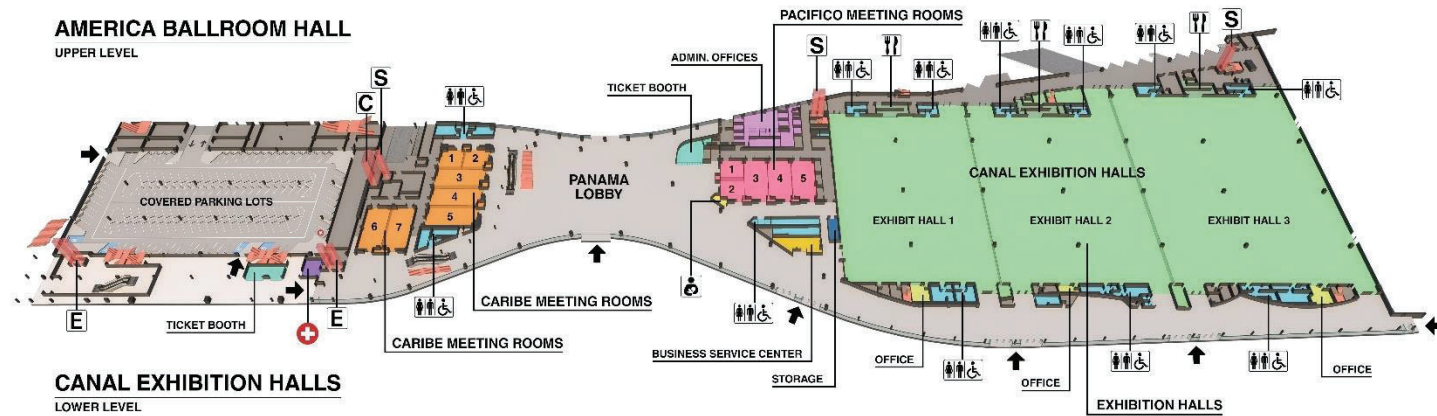 AMERICA BALLROOM HALL
UPPER LEVEL
PACIFICO MEETING ROOMS
ADMIN. OFFICES
TICKET BOOTH
S
S
S
C
1 2
3
4
5
6 7
COVERED PARKING LOTS
PANAMA
LOBBY
1
2
3 4 5
CANAL EXHIBITION HALLS
EXHIBIT HALL 1
EXHIBIT HALL 2
EXHIBIT HALL 3
E
TICKET BOOTH
E
CARIBE MEETING ROOMS
CARIBE MEETING ROOMS
BUSINESS SERVICE CENTER
STORAGE
OFFICE
OFFICE
OFFICE
EXHIBITION HALLS
CANAL EXHIBITION HALLS
LOWER LEVEL